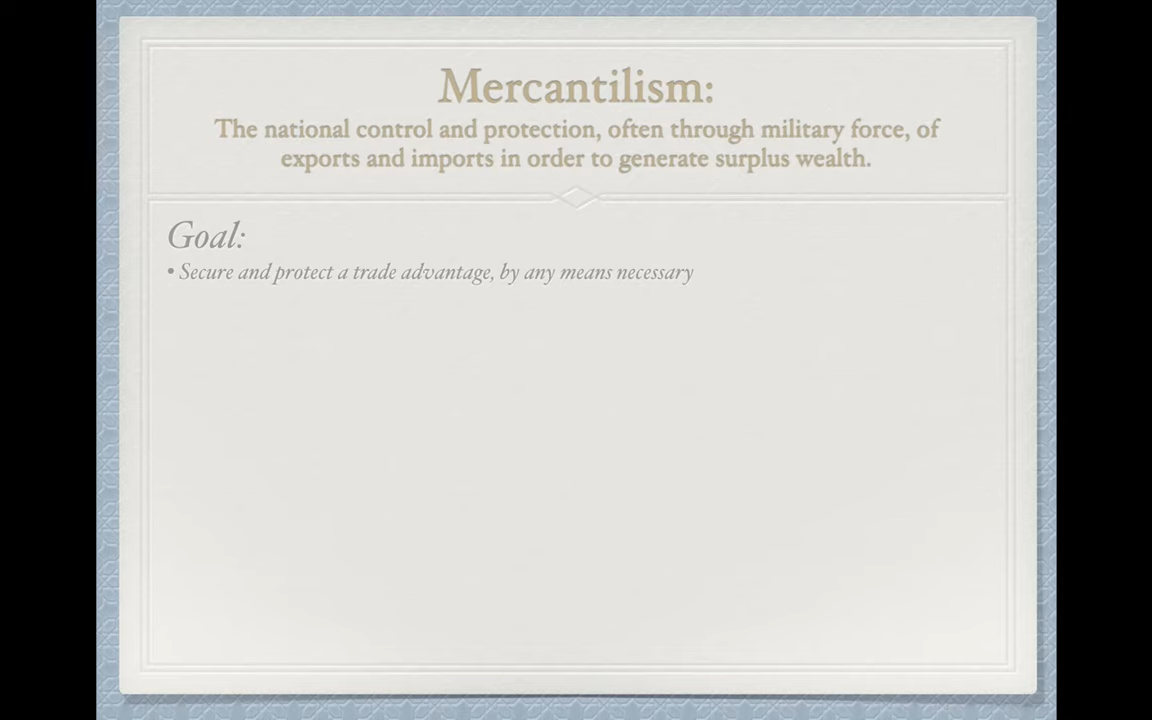 Mercantilism:
The national control and protection, often through military force, of
exports and imports in order to generate surplus wealth.
Goal:
• Secure and protect a trade advantage, by any means necessary